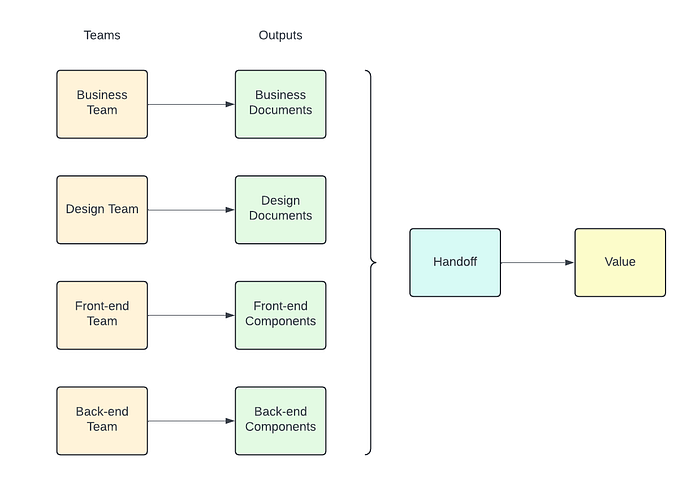 Teams
Outputs
Business
Team
Business
Documents
Design Team
Design
Documents
Front-end
Team
Front-end
Components
Back-end
Team
Back-end
Components
Handoff
Value